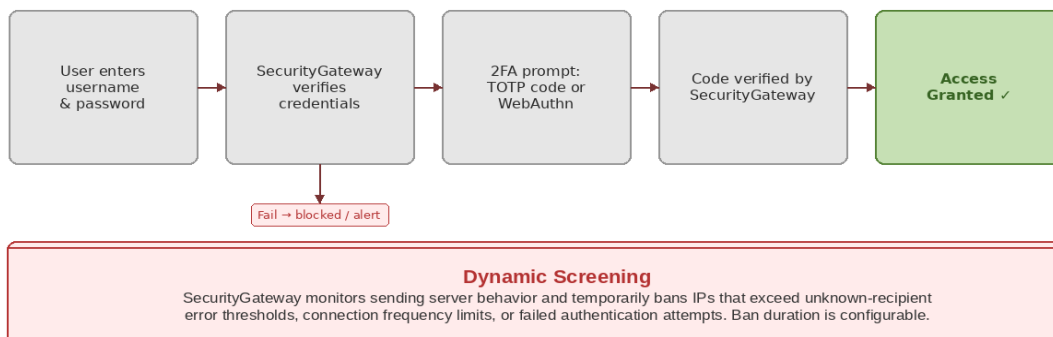 User enters
username
& password
SecurityGateway
verifies
credentials
2FA prompt:
TOTP code or
WebAuthn
Code verified by
SecurityGateway
Access
Granted ✓
Fail → blocked / alert
Dynamic Screening
SecurityGateway monitors sending server behavior and temporarily bans IPs that exceed unknown-recipient
error thresholds, connection frequency limits, or failed authentication attempts. Ban duration is configurable.